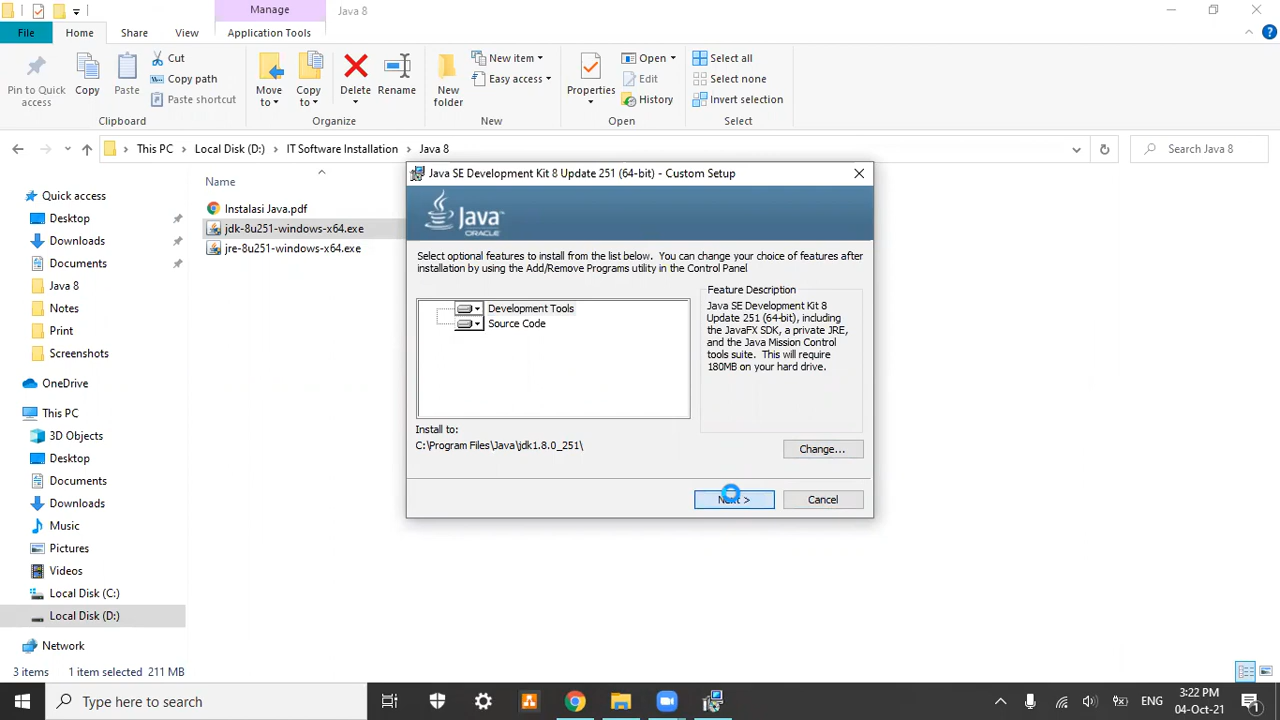 Manage
Java 8
File
Home
Share
View
Application Tools
Pin to Quick access
Copy
Paste
Cut
Copy path
Paste shortcut
Clipboard
Move to
Copy to
Delete
Rename
Organize
New folder
New item
Easy access
New
Properties
Open
Edit
History
Open
Select all
Select none
Invert selection
Select
This PC
Local Disk (D:)
IT Software Installation
Java 8
Search Java 8
Quick access
Desktop
Downloads
Documents
Java 8
Notes
Print
Screenshots
OneDrive
This PC
3D Objects
Desktop
Documents
Downloads
Music
Pictures
Videos
Local Disk (C:)
Local Disk (D:)
Network
Name
Instalasi Java.pdf
jdk-8u251-windows-x64.exe
jre-8u251-windows-x64.exe
Java SE Development Kit 8 Update 251 (64-bit) - Custom Setup
Java
ORACLE
Select optional features to install from the list below. You can change your choice of features after
installation by using the Add/Remove Programs utility in the Control Panel
Development Tools
Source Code
Feature Description
Java SE Development Kit 8
Update 251 (64-bit), including
the JavaFX SDK, a private JRE,
and the Java Mission Control
tools suite. This will require
180MB on your hard drive.
Install to:
C:\Program Files\Java\jdk1.8.0_251\
Change...
Next >
Cancel
3 items
1 item selected 211 MB
Type here to search
ENG
3:22 PM
04-Oct-21
1